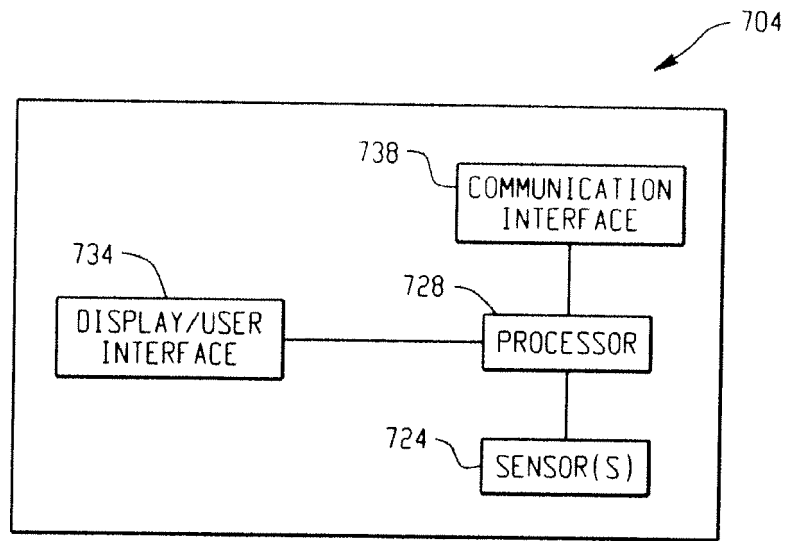 704
738
COMMUNICATION
INTERFACE
734
728
DISPLAY/USER
INTERFACE
PROCESSOR
724
SENSOR(S)